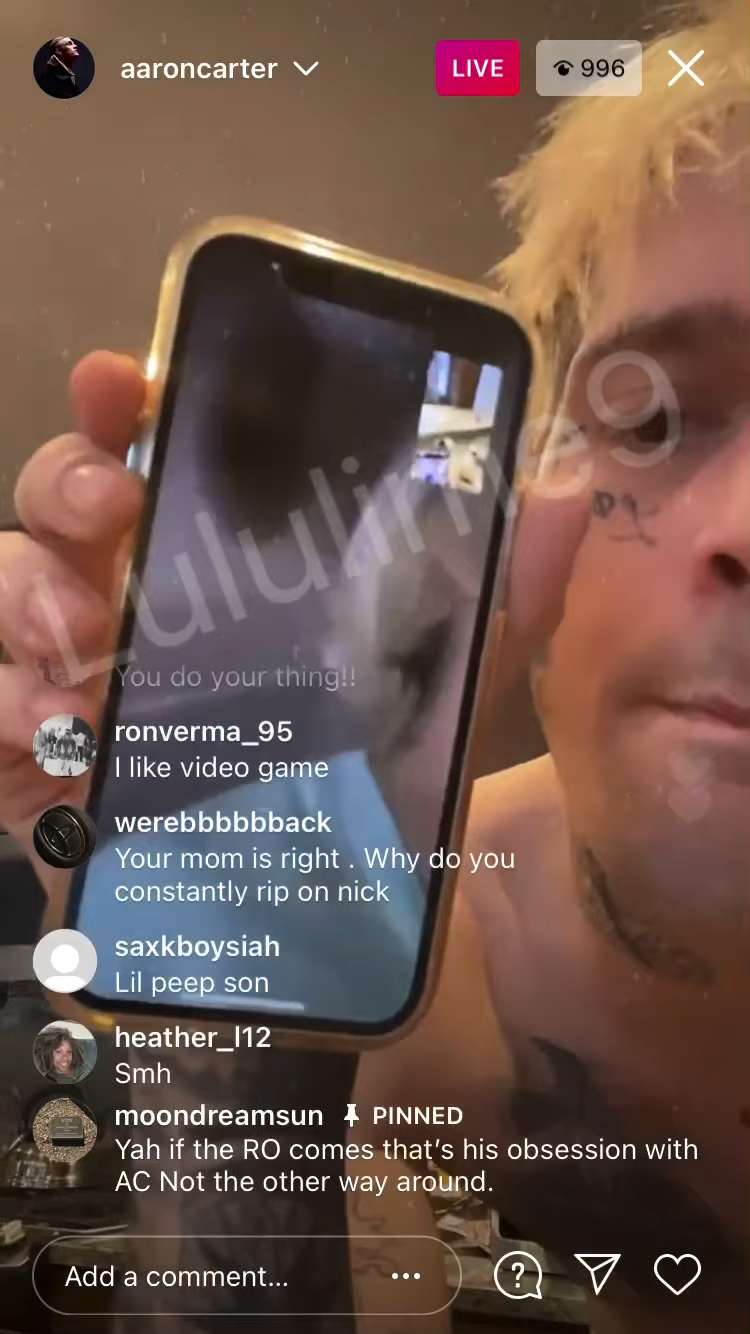 aaroncarter
LIVE
996
Lululime9
You do your thing!!
ronverma_95
I like video game
werebbbbbback
Your mom is right . Why do you
constantly rip on nick
saxkboysiah
Lil peep son
heather_l12
Smh
moondreamsun PINNED
Yah if the RO comes that’s his obsession with
AC Not the other way around.
Add a comment...